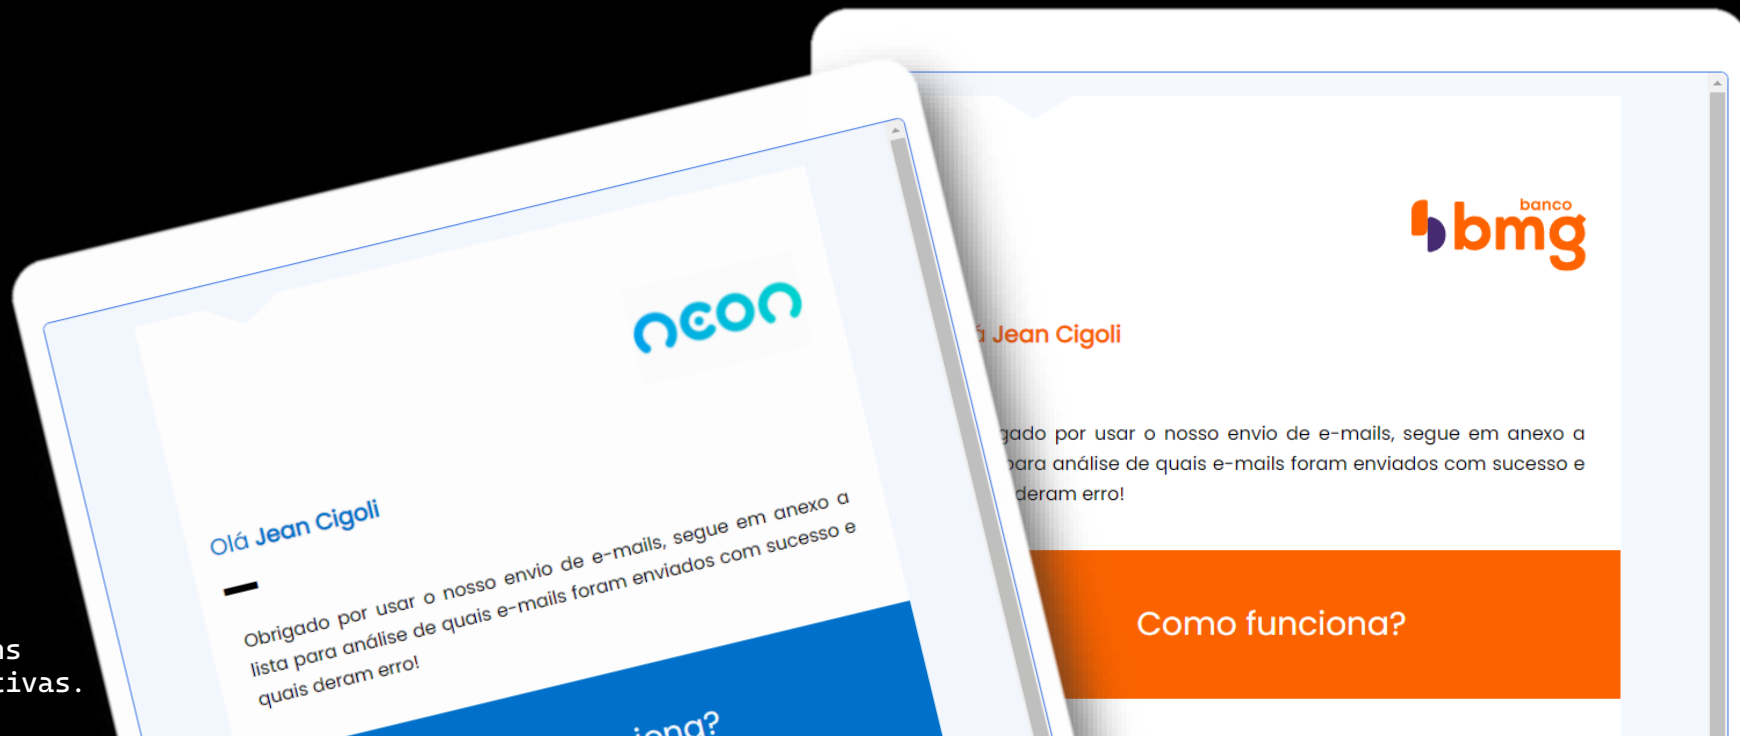 neon
Olá Jean Cigoli
Obrigado por usar o nosso envio de e-mails, segue em anexo a
lista para análise de quais e-mails foram enviados com sucesso e
quais deram erro!
banco
bmg
Jean Cigoli
por usar o nosso envio de e-mails, segue em anexo a
para análise de quais e-mails foram enviados com sucesso e
deram erro!
Como funciona?